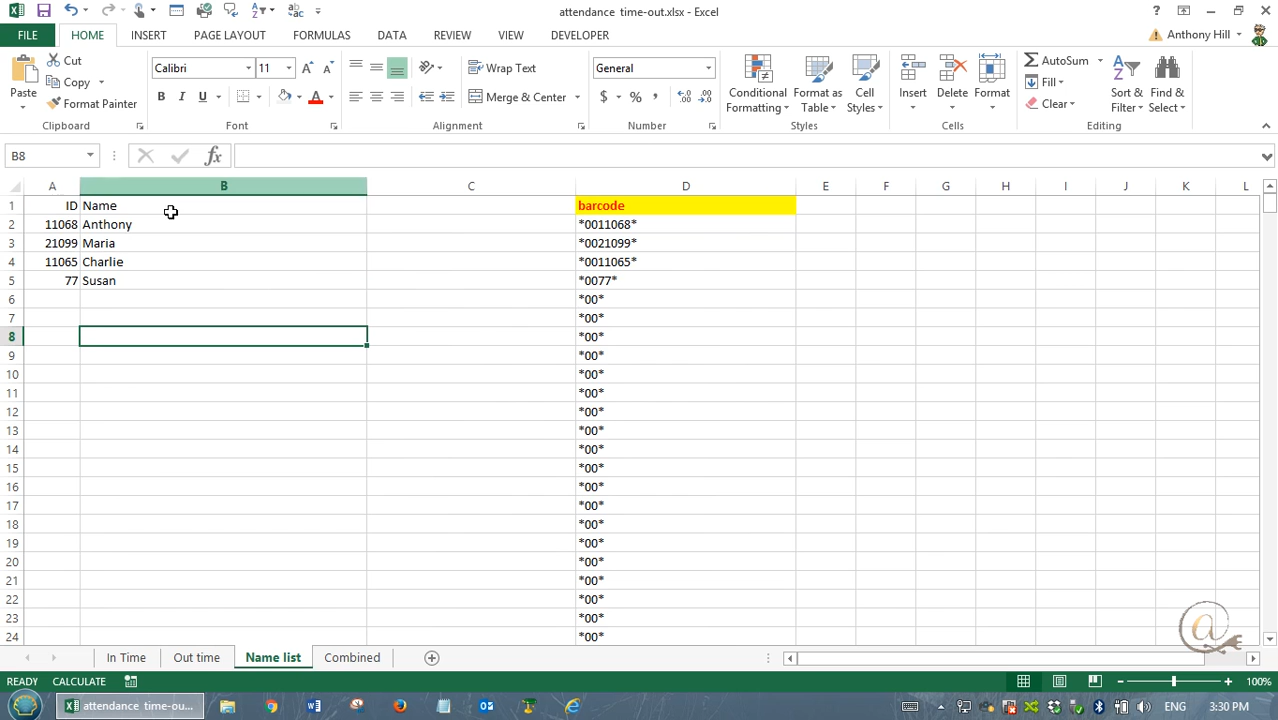 attendance time-out.xlsx - Excel
FILE HOME INSERT PAGE LAYOUT FORMULAS DATA REVIEW VIEW DEVELOPER Anthony Hill
Paste Cut Copy Format Painter
Calibri 11
B I U A
Wrap Text
Merge & Center
General
$ % ,
Conditional Formatting Format as Table Cell Styles Insert Delete Format
AutoSum Fill Clear
Sort & Filter Find & Select
Clipboard Font Alignment Number Styles Cells Editing
B8 fx
A B C D E F G H I J K L
1 ID Name barcode
2 11068 Anthony *0011068*
3 21099 Maria *0021099*
4 11065 Charlie *0011065*
5 77 Susan *0077*
6 *00*
7 *00*
8 *00*
9 *00*
10 *00*
11 *00*
12 *00*
13 *00*
14 *00*
15 *00*
16 *00*
17 *00*
18 *00*
19 *00*
20 *00*
21 *00*
22 *00*
23 *00*
24 *00*
In Time Out time Name list Combined
READY CALCULATE 100%
attendance time-ou... ENG 3:30 PM